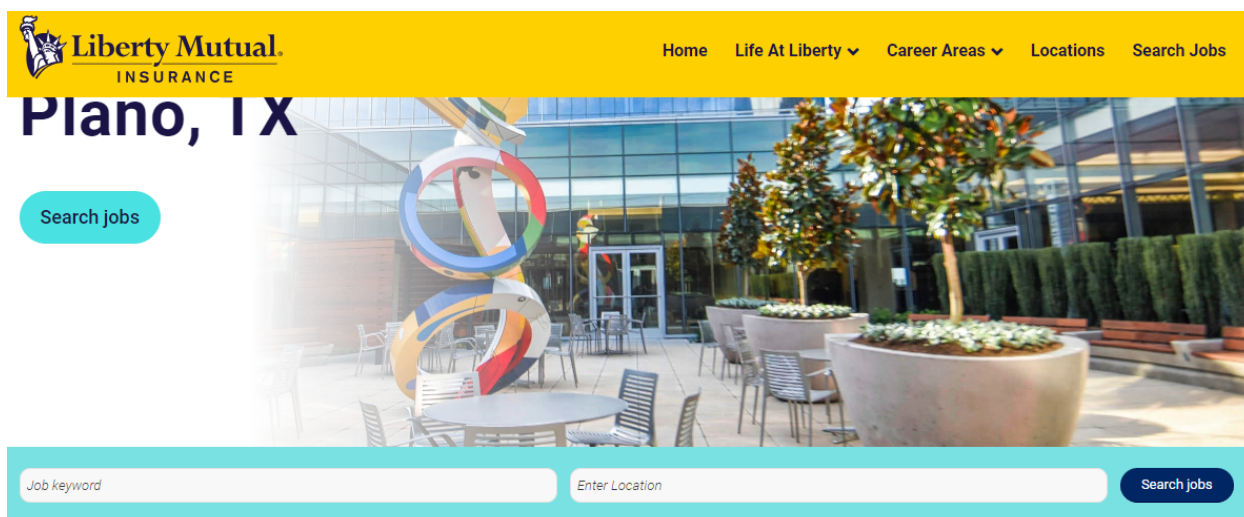 Liberty Mutual.
INSURANCE
Home Life At Liberty Career Areas Locations Search Jobs
Plano, TX
Search jobs
Job keyword
Enter Location
Search jobs